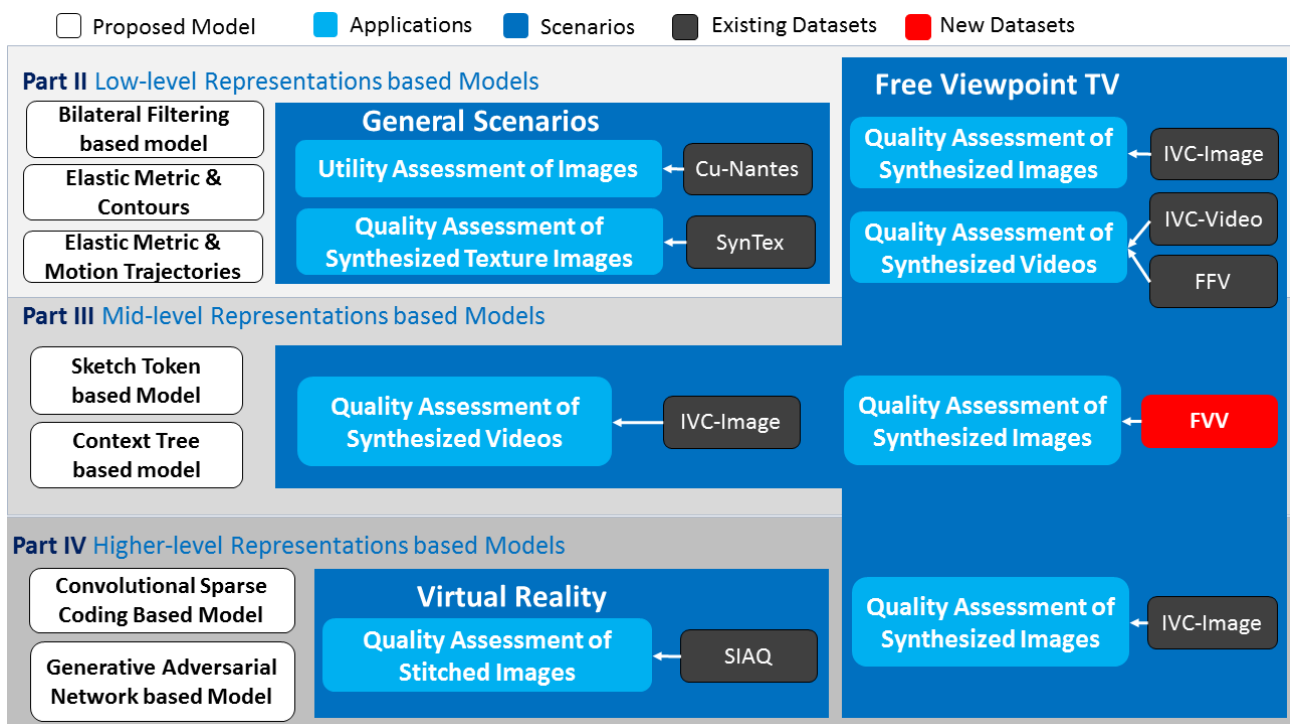 Proposed Model
Applications
Scenarios
Existing Datasets
New Datasets
Part II Low-level Representations based Models
Bilateral Filtering
based model
Elastic Metric &
Contours
Elastic Metric &
Motion Trajectories
General Scenarios
Utility Assessment of Images
Cu-Nantes
Quality Assessment of
Synthesized Texture Images
SynTex
Free Viewpoint TV
Quality Assessment of
Synthesized Images
IVC-Image
Quality Assessment of
Synthesized Videos
IVC-Video
FFV
Part III Mid-level Representations based Models
Sketch Token
based Model
Context Tree
based model
Quality Assessment of
Synthesized Videos
IVC-Image
Quality Assessment of
Synthesized Images
FVV
Part IV Higher-level Representations based Models
Convolutional Sparse
Coding Based Model
Generative Adversarial
Network based Model
Virtual Reality
Quality Assessment of
Stitched Images
SIAQ
Quality Assessment of
Synthesized Images
IVC-Image